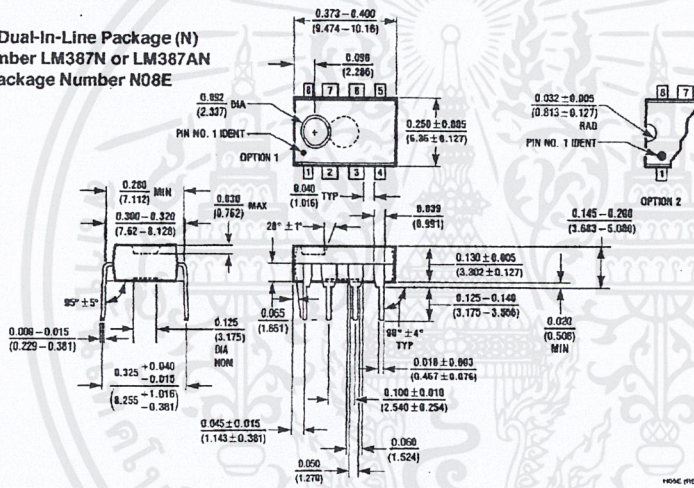 Dual-In-Line Package (N)
mber LM387N or LM387AN
ackage Number N08E
0.373 – 0.400
(9.474 – 10.16)
0.090
(2.286)
8 7 6 5
0.092 DIA
(2.337)
PIN NO. 1 IDENT
OPTION 1
1 2 3 4
0.250 ± 0.005
(6.35 ± 0.127)
8 7
0.032 ± 0.005
(0.813 ± 0.127)
RAD
PIN NO. 1 IDENT
1
OPTION 2
0.280 MIN
(7.112)
0.300 – 0.320
(7.62 – 8.128)
0.030 MAX
(0.762)
0.040 TYP
(1.016)
0.039
(0.991)
20° ±1°
0.145 – 0.200
(3.683 – 5.080)
0.130 ± 0.005
(3.302 ± 0.127)
0.125 – 0.140
(3.175 – 3.556)
0.020
(0.508)
MIN
95° ±5°
0.065
(1.651)
90° ±4°
TYP
0.009 – 0.015
(0.229 – 0.381)
0.125
(3.175)
DIA
NOM
0.018 ± 0.003
(0.457 ± 0.076)
0.325 +0.040
−0.015
(8.255 +1.016
−0.381)
0.100 ± 0.010
(2.540 ± 0.254)
0.045 ± 0.015
(1.143 ± 0.381)
0.060
(1.524)
0.050
(1.270)